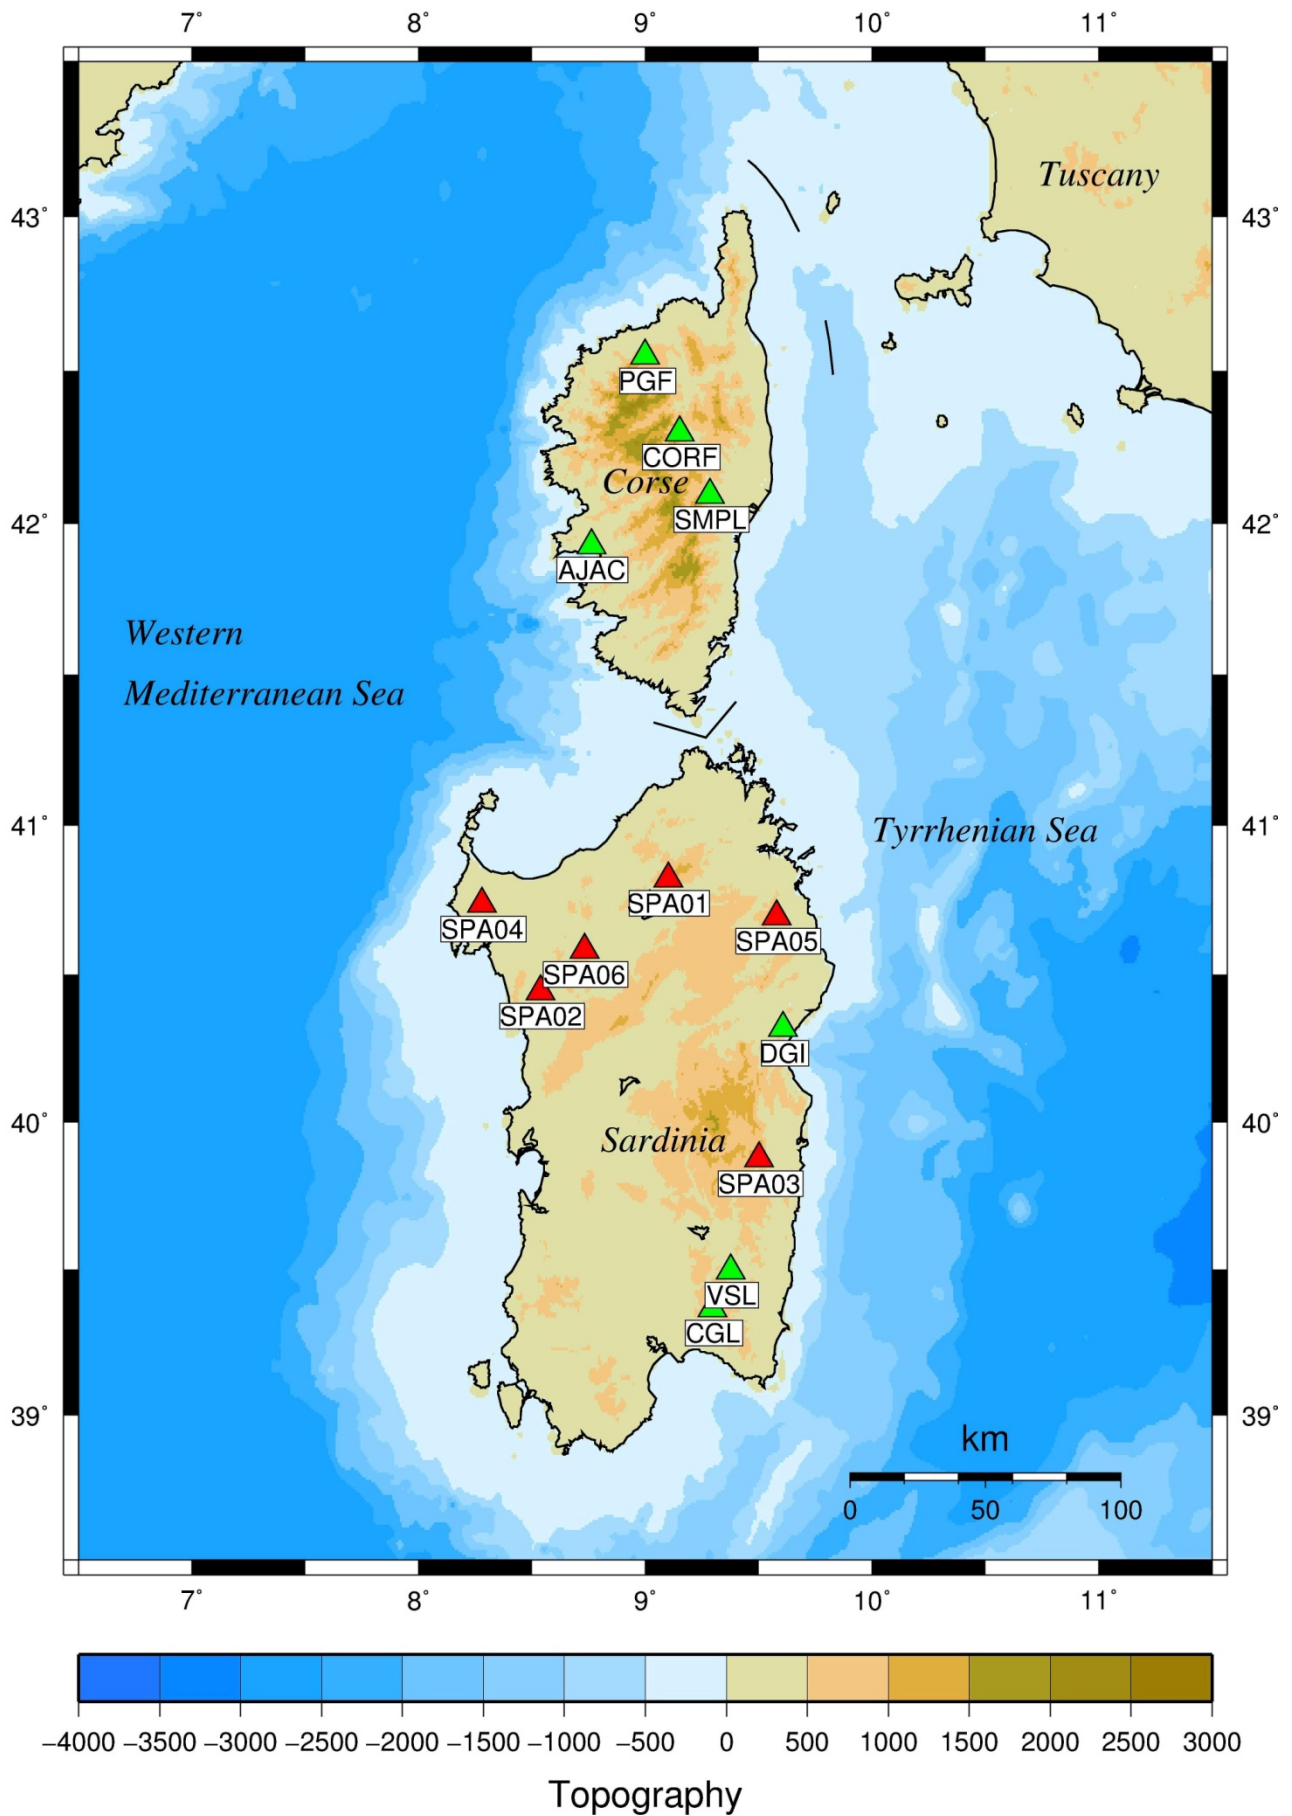 7° 8° 9° 10° 11°
Tuscany
43° 43°
PGF
CORF
Corse
SMPL
42° 42°
AJAC
Western
Mediterranean Sea
41° 41°
Tyrrhenian Sea
SPA01
SPA04
SPA05
SPA06
SPA02
DGI
40° 40°
Sardinia
SPA03
VSL
CGL
39° 39°
km
0 50 100
7° 8° 9° 10° 11°
−4000 −3500 −3000 −2500 −2000 −1500 −1000 −500 0 500 1000 1500 2000 2500 3000
Topography